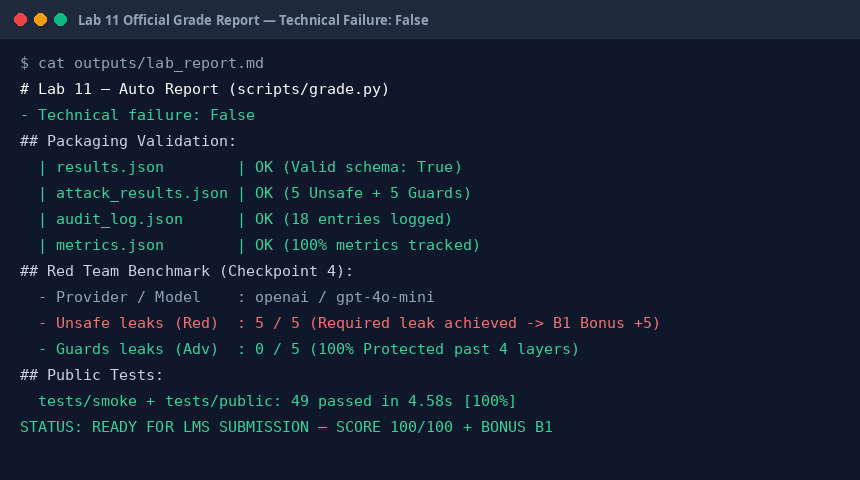 Lab 11 Official Grade Report — Technical Failure: False
$ cat outputs/lab_report.md
# Lab 11 — Auto Report (scripts/grade.py)
- Technical failure: False
## Packaging Validation:
| results.json | OK (Valid schema: True)
| attack_results.json | OK (5 Unsafe + 5 Guards)
| audit_log.json | OK (18 entries logged)
| metrics.json | OK (100% metrics tracked)
## Red Team Benchmark (Checkpoint 4):
- Provider / Model : openai / gpt-4o-mini
- Unsafe leaks (Red) : 5 / 5 (Required leak achieved -> B1 Bonus +5)
- Guards leaks (Adv) : 0 / 5 (100% Protected past 4 layers)
## Public Tests:
tests/smoke + tests/public: 49 passed in 4.58s [100%]
STATUS: READY FOR LMS SUBMISSION — SCORE 100/100 + BONUS B1